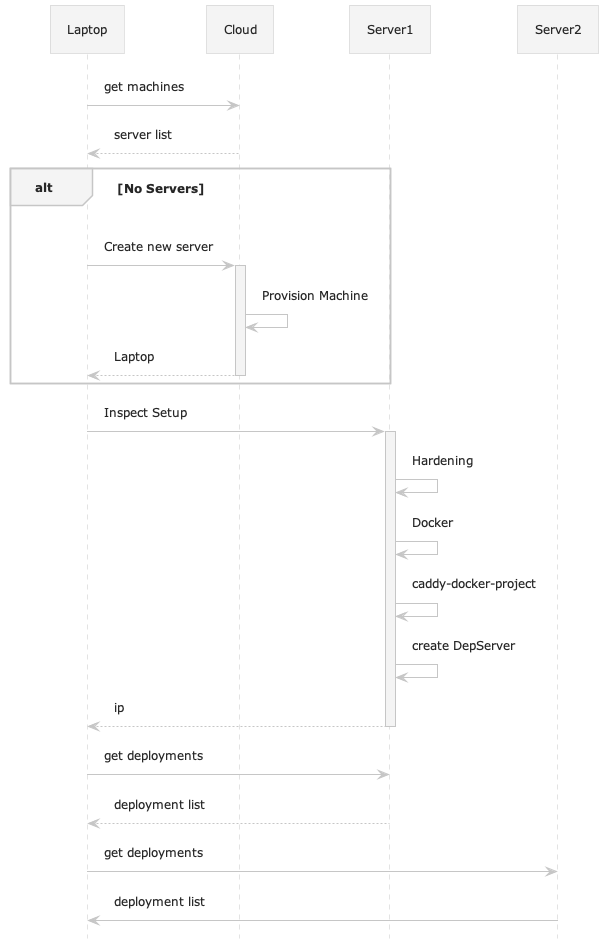 Laptop
Cloud
Server1
Server2
get machines
server list
alt
[No Servers]
Create new server
Provision Machine
Laptop
Inspect Setup
Hardening
Docker
caddy-docker-project
create DepServer
ip
get deployments
deployment list
get deployments
deployment list